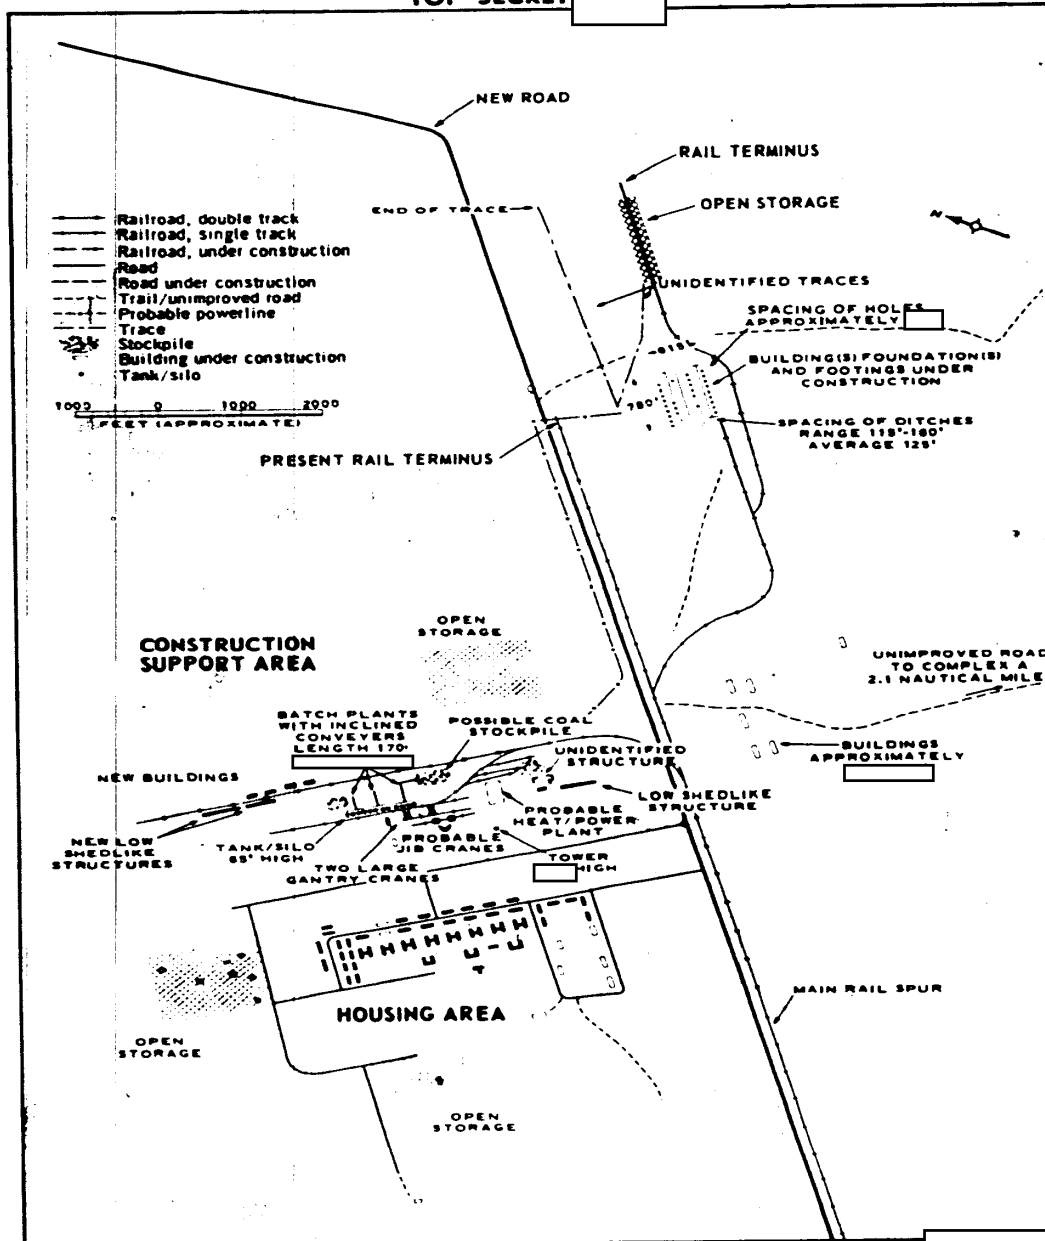 TOP SECRET
NEW ROAD
RAIL TERMINUS
OPEN STORAGE
END OF TRACE
N
Railroad, double track
Railroad, single track
Railroad, under construction
Road
Road under construction
Trail/unimproved road
Probable powerline
Trace
Stockpile
Building under construction
Tank/silo
1000 0 1000 2000
FEET (APPROXIMATE)
UNIDENTIFIED TRACES
SPACING OF HOLES
APPROXIMATELY
BUILDING(S) FOUNDATION(S)
AND FOOTINGS UNDER
CONSTRUCTION
780'
SPACING OF DITCHES
RANGE 115'-160'
AVERAGE 125'
PRESENT RAIL TERMINUS
CONSTRUCTION
SUPPORT AREA
OPEN
STORAGE
UNIMPROVED ROAD
TO COMPLEX A
2.1 NAUTICAL MILE
BATCH PLANTS
WITH INCLINED
CONVEYERS
LENGTH 170'
POSSIBLE COAL
STOCKPILE
UNIDENTIFIED
STRUCTURE
BUILDINGS
APPROXIMATELY
NEW BUILDINGS
LOW SHEDLIKE
STRUCTURE
PROBABLE
HEAT/POWER
PLANT
NEW LOW
SHEDLIKE
STRUCTURES
TANK/SILO
65' HIGH
PROBABLE
JIB CRANES
TWO LARGE
GANTRY CRANES
TOWER
HIGH
MAIN RAIL SPUR
HOUSING AREA
OPEN
STORAGE
OPEN
STORAGE